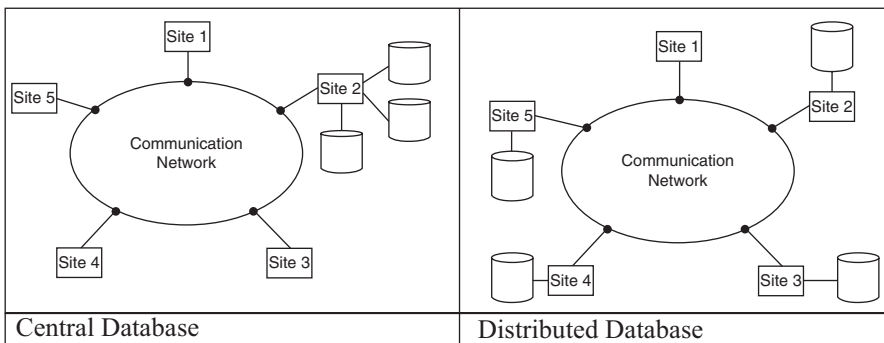 Site 1
Site 2
Site 5
Communication
Network
Site 4
Site 3
Central Database
Site 1
Site 2
Site 5
Communication
Network
Site 4
Site 3
Distributed Database